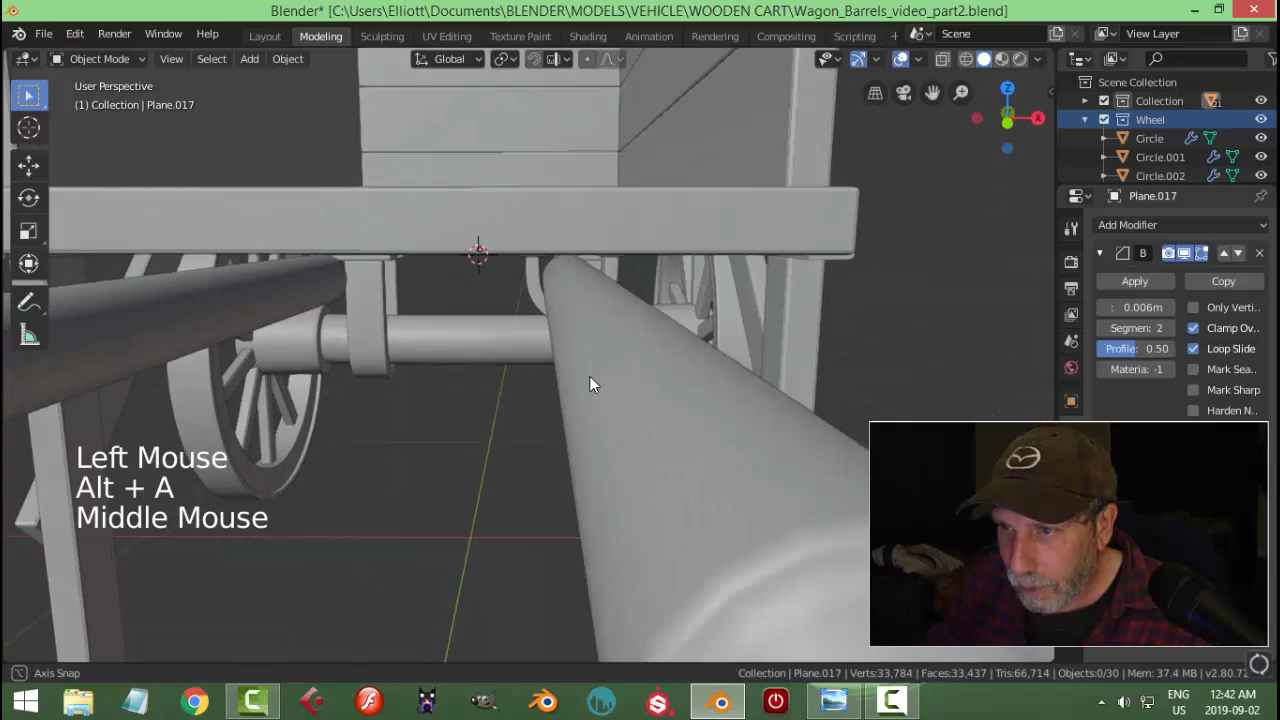 Blender* [C:\Users\Elliott\Documents\BLENDER\MODELS\VEHICLE\WOODEN CART\Wagon_Barrels_video_part2.blend]
File Edit Render Window Help Layout Modeling Sculpting UV Editing Texture Paint Shading Animation Rendering Compositing Scripting + Scene View Layer
Object Mode View Select Add Object Global
User Perspective
(1) Collection | Plane.017
Z
X
Scene Collection
Collection 21
Wheel
Circle
Circle.001
Circle.002
Plane.017
Add Modifier
B
Apply Copy
: 0.006m Only Verti..
Segmen: 2 Clamp Ov..
Profile: 0.50 Loop Slide
Materia: -1 Mark Sea..
Mark Sharp
Harden N..
Left Mouse
Alt + A
Middle Mouse
Axis Snap
Collection | Plane.017 | Verts:33,784 | Faces:33,437 | Tris:66,714 | Objects:0/30 | Mem: 37.4 MB | v2.80.7
ENG 12:42 AM
US 2019-09-02